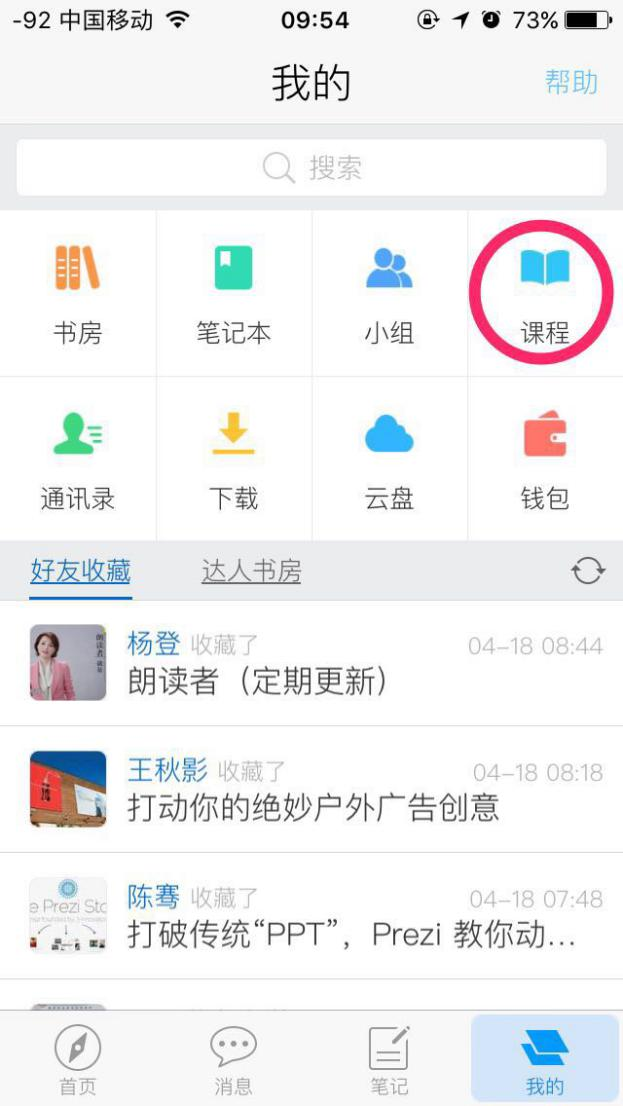 -92 中国移动 09:54 73%
我的 帮助
搜索
书房 笔记本 小组 课程
通讯录 下载 云盘 钱包
好友收藏 达人书房
杨登 收藏了 04-18 08:44
朗读者（定期更新）
王秋影 收藏了 04-18 08:18
打动你的绝妙户外广告创意
陈骞 收藏了 04-18 07:48
打破传统“PPT”，Prezi 教你动...
首页 消息 笔记 我的